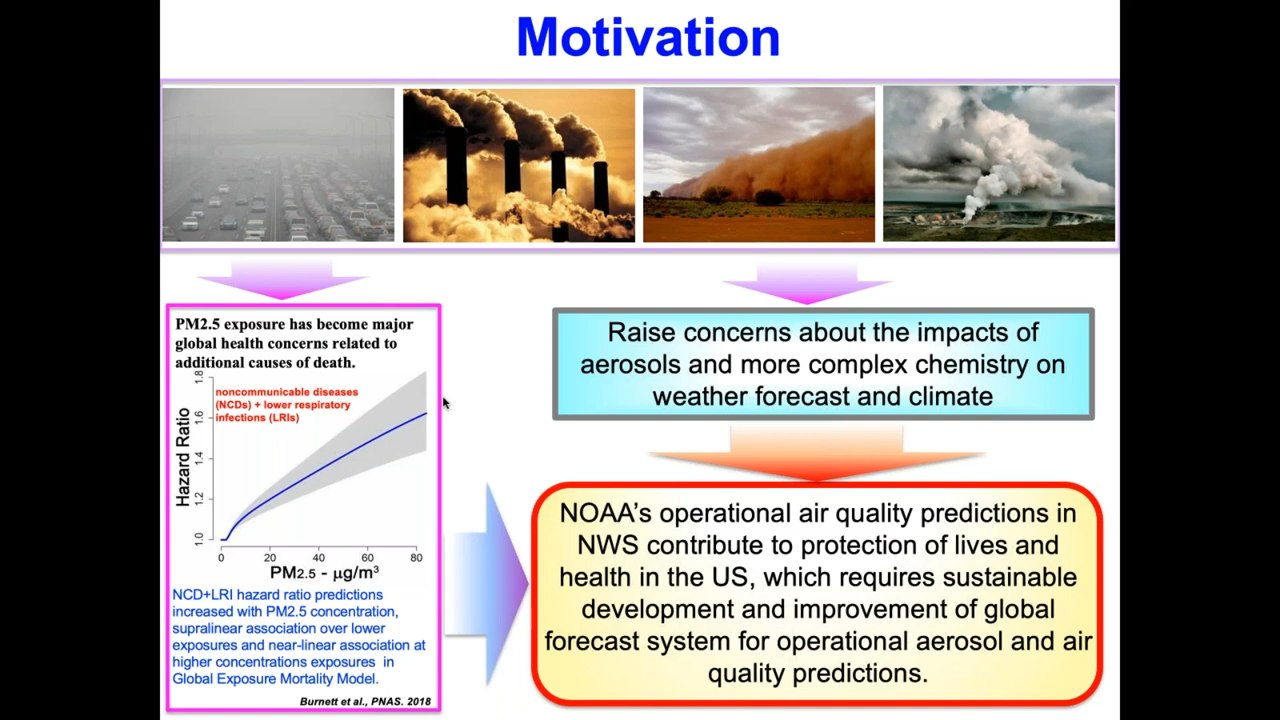 Motivation
PM2.5 exposure has become major
global health concerns related to
additional causes of death.
noncommunicable diseases
(NCDs) + lower respiratory
infections (LRIs)
Hazard Ratio
1.8
1.6
1.4
1.2
1.0
0 20 40 60 80
PM2.5 - µg/m³
NCD+LRI hazard ratio predictions
increased with PM2.5 concentration,
supralinear association over lower
exposures and near-linear association at
higher concentrations exposures in
Global Exposure Mortality Model.
Burnett et al., PNAS. 2018
Raise concerns about the impacts of
aerosols and more complex chemistry on
weather forecast and climate
NOAA’s operational air quality predictions in
NWS contribute to protection of lives and
health in the US, which requires sustainable
development and improvement of global
forecast system for operational aerosol and air
quality predictions.